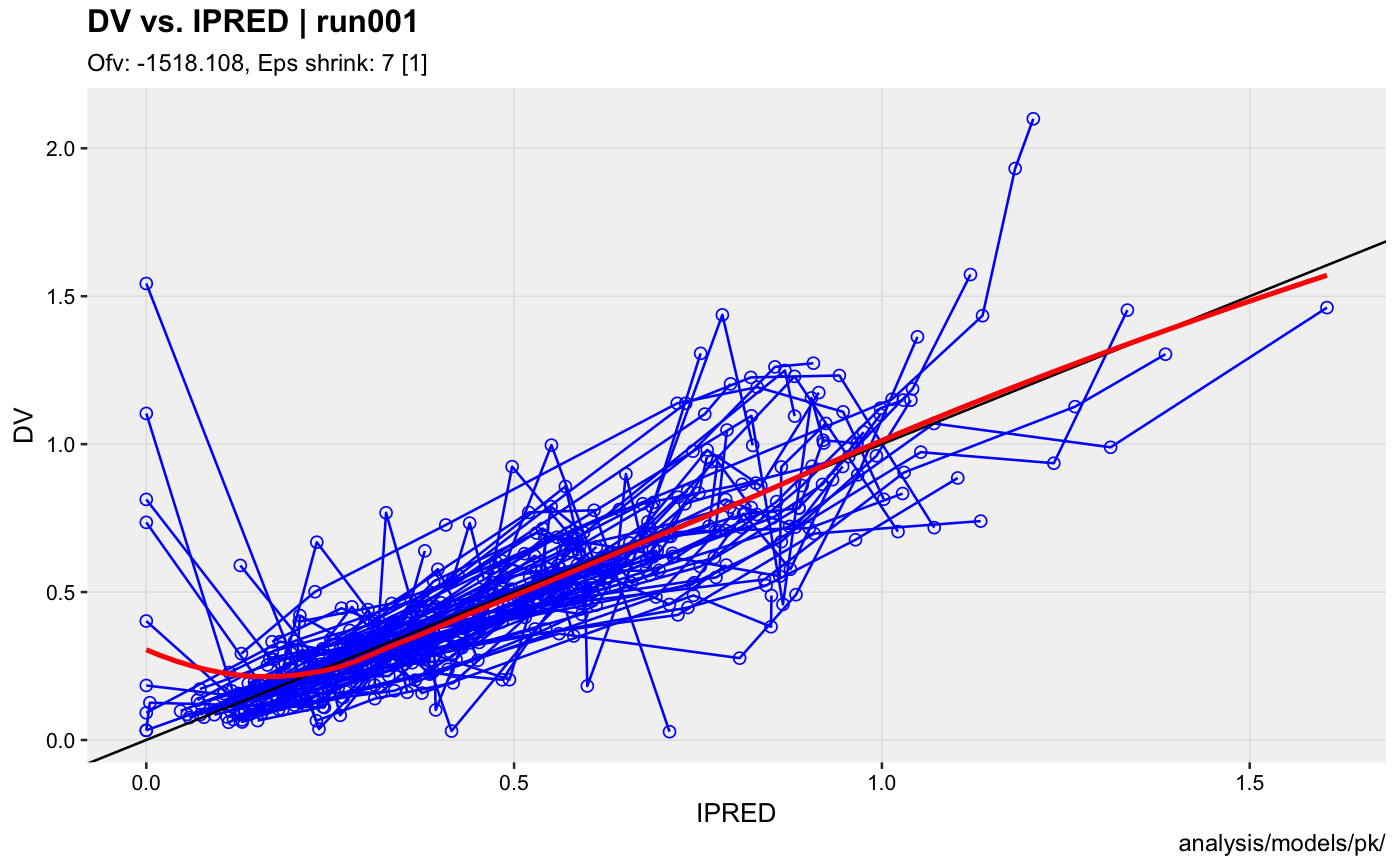 DV vs. IPRED | run001
Ofv: -1518.108, Eps shrink: 7 [1]
2.0
1.5
1.0
0.5
0.0
DV
0.0 0.5 1.0 1.5
IPRED
analysis/models/pk/